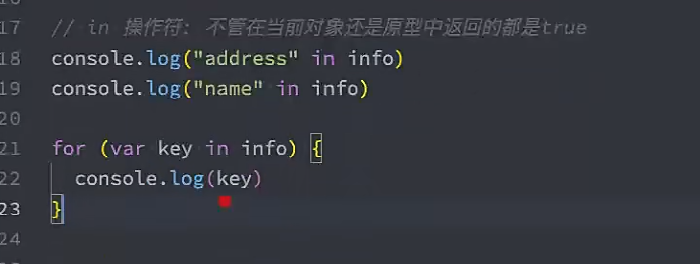 17 // in 操作符: 不管在当前对象还是原型中返回的都是true
18 console.log("address" in info)
19 console.log("name" in info)
20
21 for (var key in info) {
22 console.log(key)
23 }
24